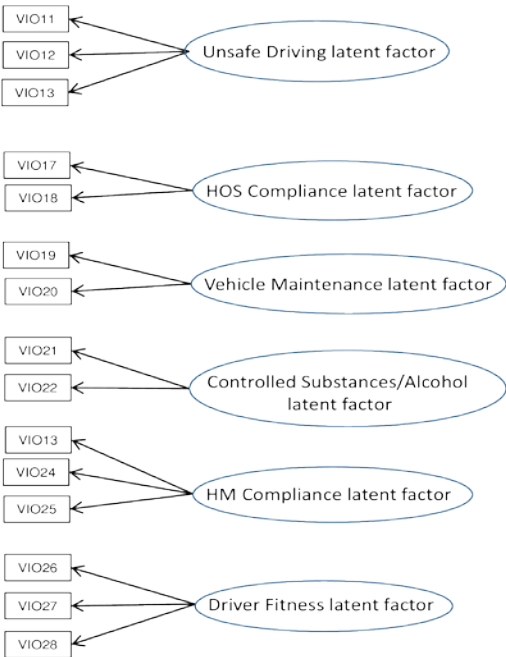 VIO11
VIO12
VIO13
Unsafe Driving latent factor
VIO17
VIO18
HOS Compliance latent factor
VIO19
VIO20
Vehicle Maintenance latent factor
VIO21
VIO22
Controlled Substances/Alcohol
latent factor
VIO13
VIO24
VIO25
HM Compliance latent factor
VIO26
VIO27
VIO28
Driver Fitness latent factor